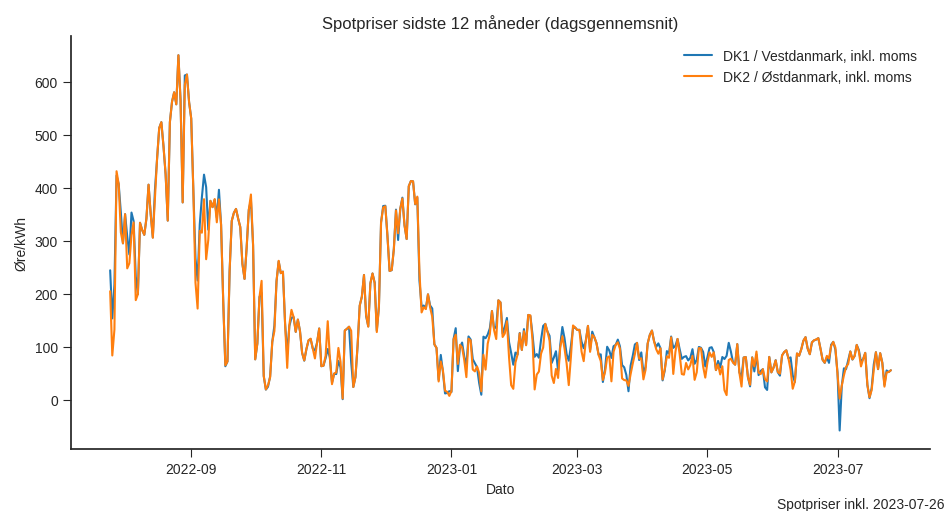 Spotpriser sidste 12 måneder (dagsgennemsnit)
DK1 / Vestdanmark, inkl. moms
DK2 / Østdanmark, inkl. moms
Øre/kWh
600
500
400
300
200
100
0
2022-09
2022-11
2023-01
2023-03
2023-05
2023-07
Dato
Spotpriser inkl. 2023-07-26